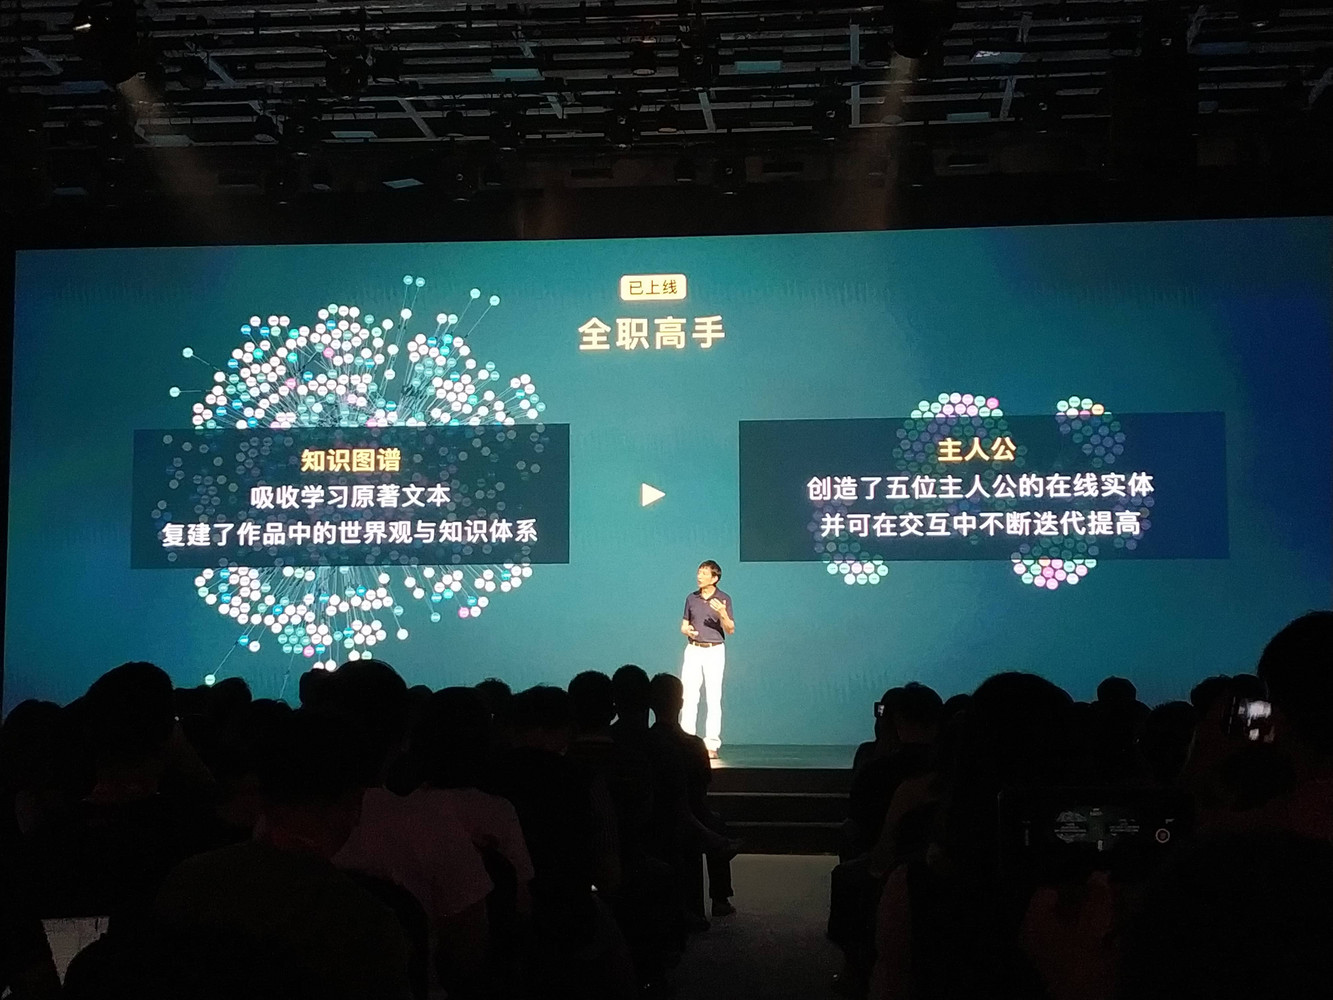 已上线
全职高手
知识图谱
吸收学习原著文本
复建了作品中的世界观与知识体系
主人公
创造了五位主人公的在线实体
并可在交互中不断迭代提高